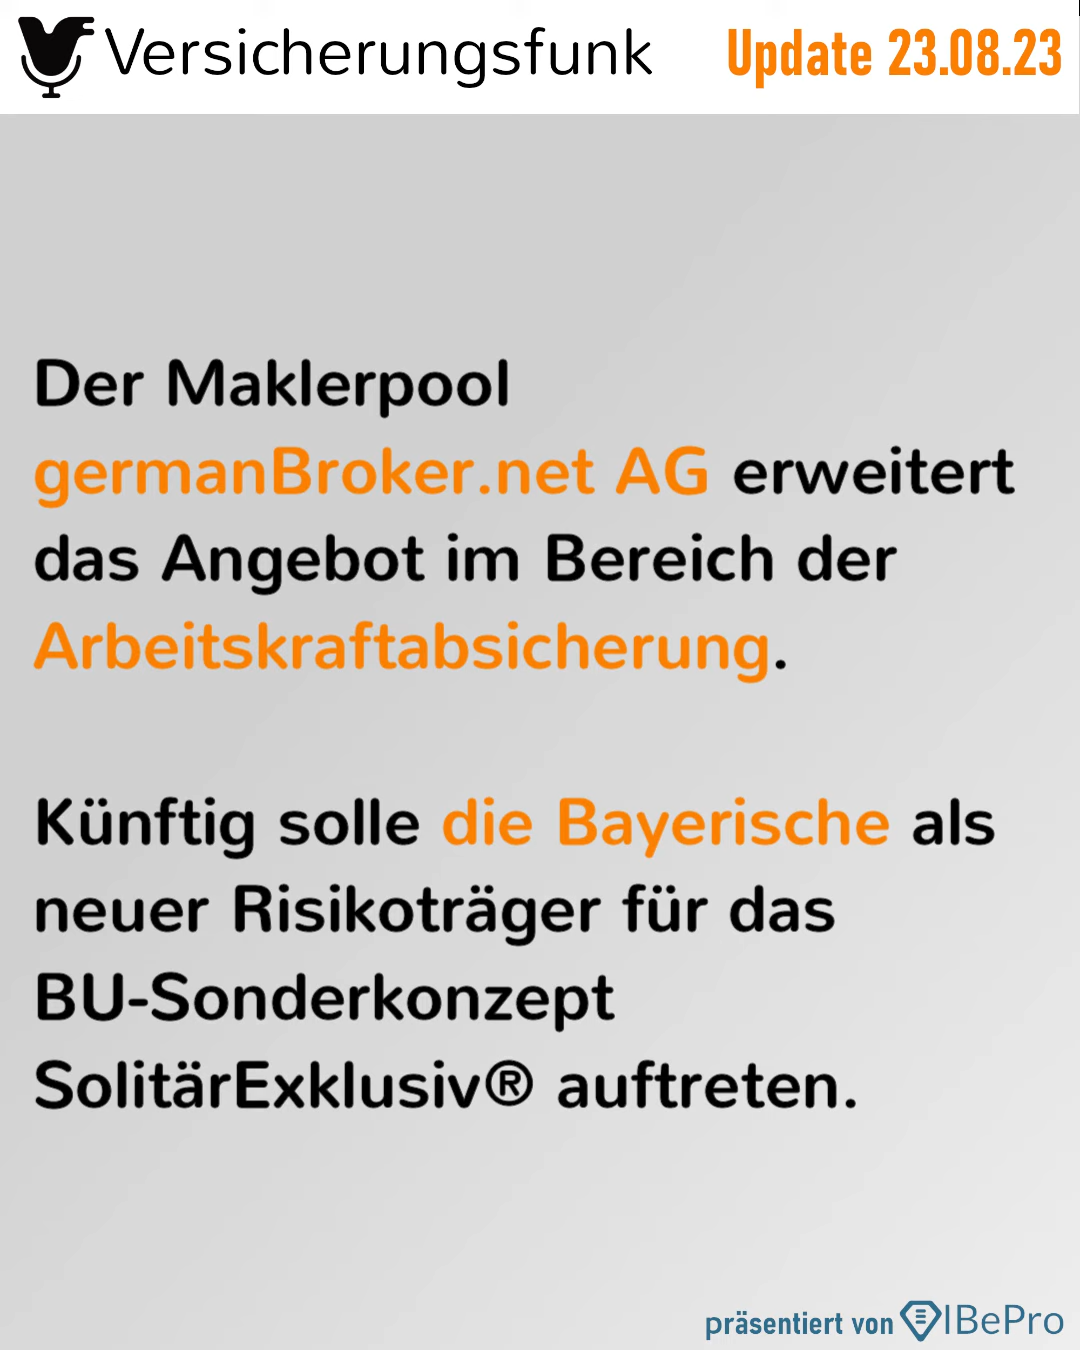 Versicherungsfunk
Update 23.08.23
Der Maklerpool
germanBroker.net AG erweitert
das Angebot im Bereich der
Arbeitskraftabsicherung.
Künftig solle die Bayerische als
neuer Risikoträger für das
BU-Sonderkonzept
SolitärExklusiv® auftreten.
präsentiert von IBePro